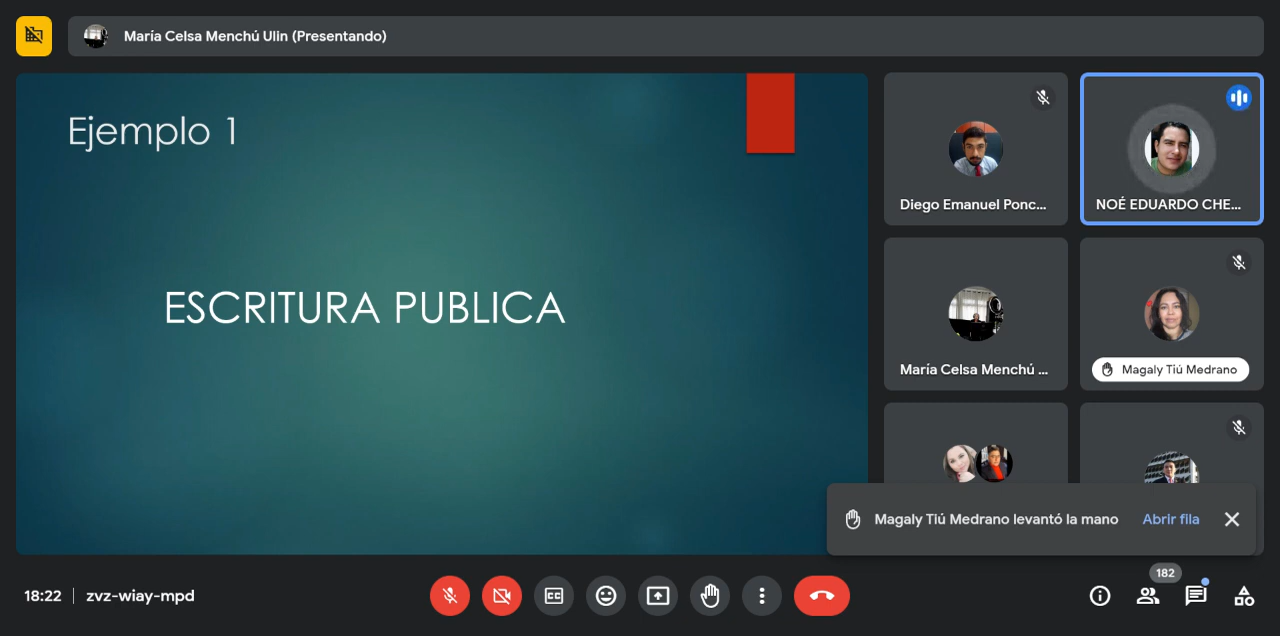 María Celsa Menchú Ulin (Presentando)
Ejemplo 1
ESCRITURA PUBLICA
Diego Emanuel Ponc...
NOÉ EDUARDO CHE...
María Celsa Menchú ...
Magaly Tiú Medrano
Magaly Tiú Medrano levantó la mano
Abrir fila
182
18:22
zvz-wiay-mpd
CC